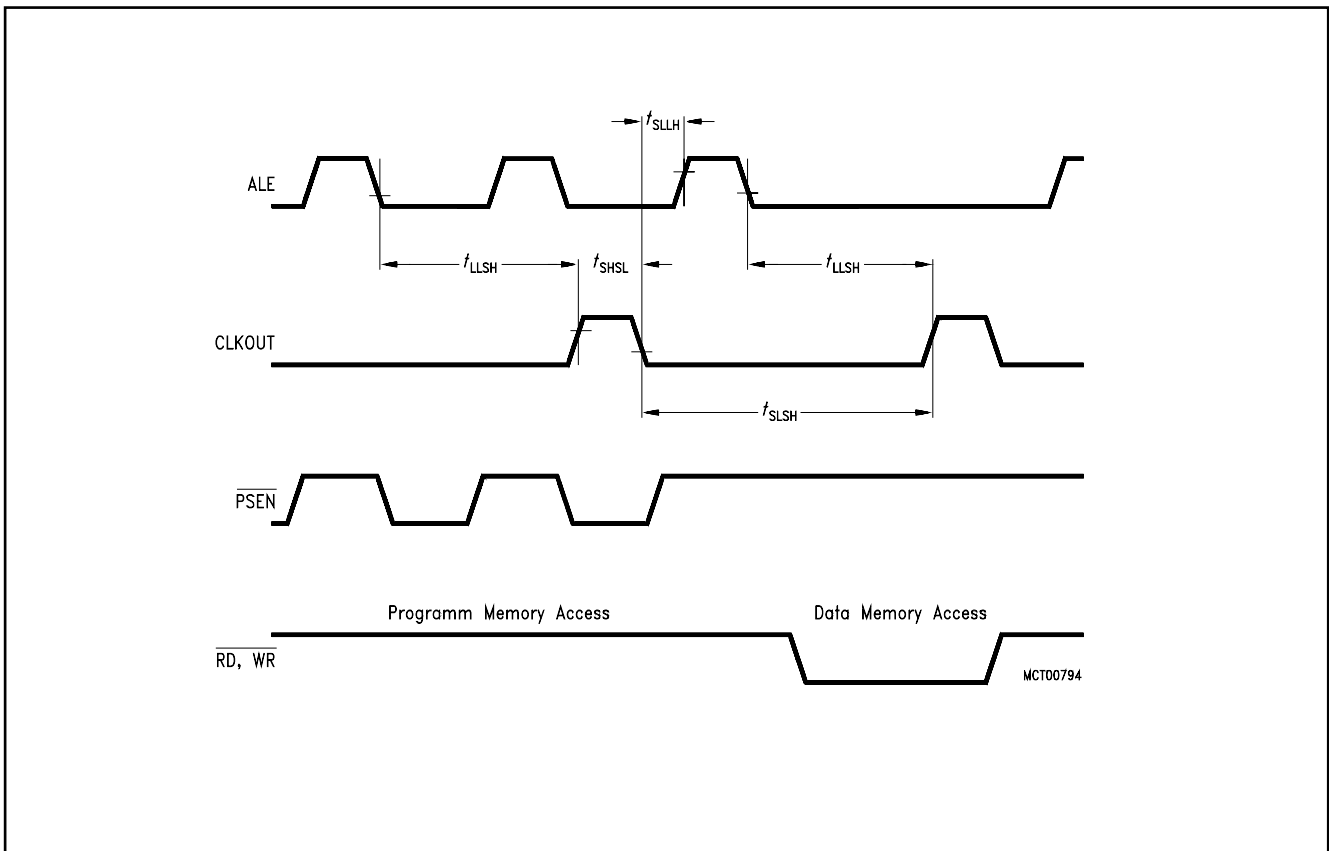 tSLLH
ALE
tLLSH
tSHSL
tLLSH
CLKOUT
tSLSH
PSEN
Programm Memory Access
Data Memory Access
RD, WR
MCT00794